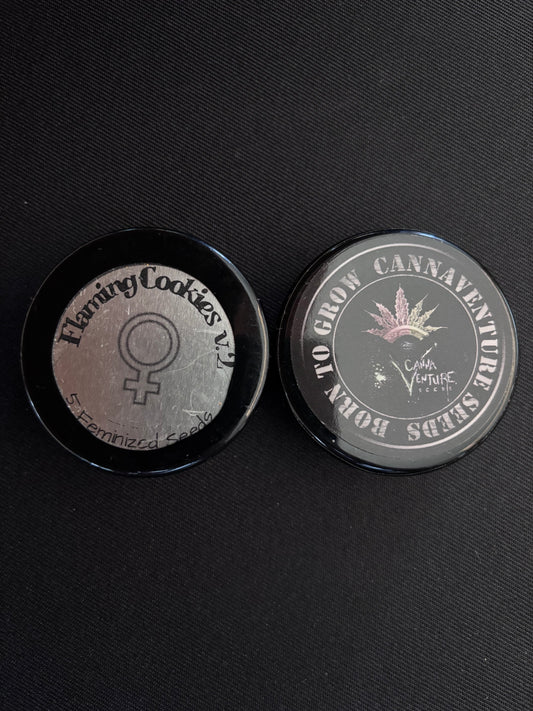 Flaming Cookies v.2
5 Feminized Seeds
BORN TO GROW CANNAVENTURE SEEDS
CANNA
VENTURE
SEEDS